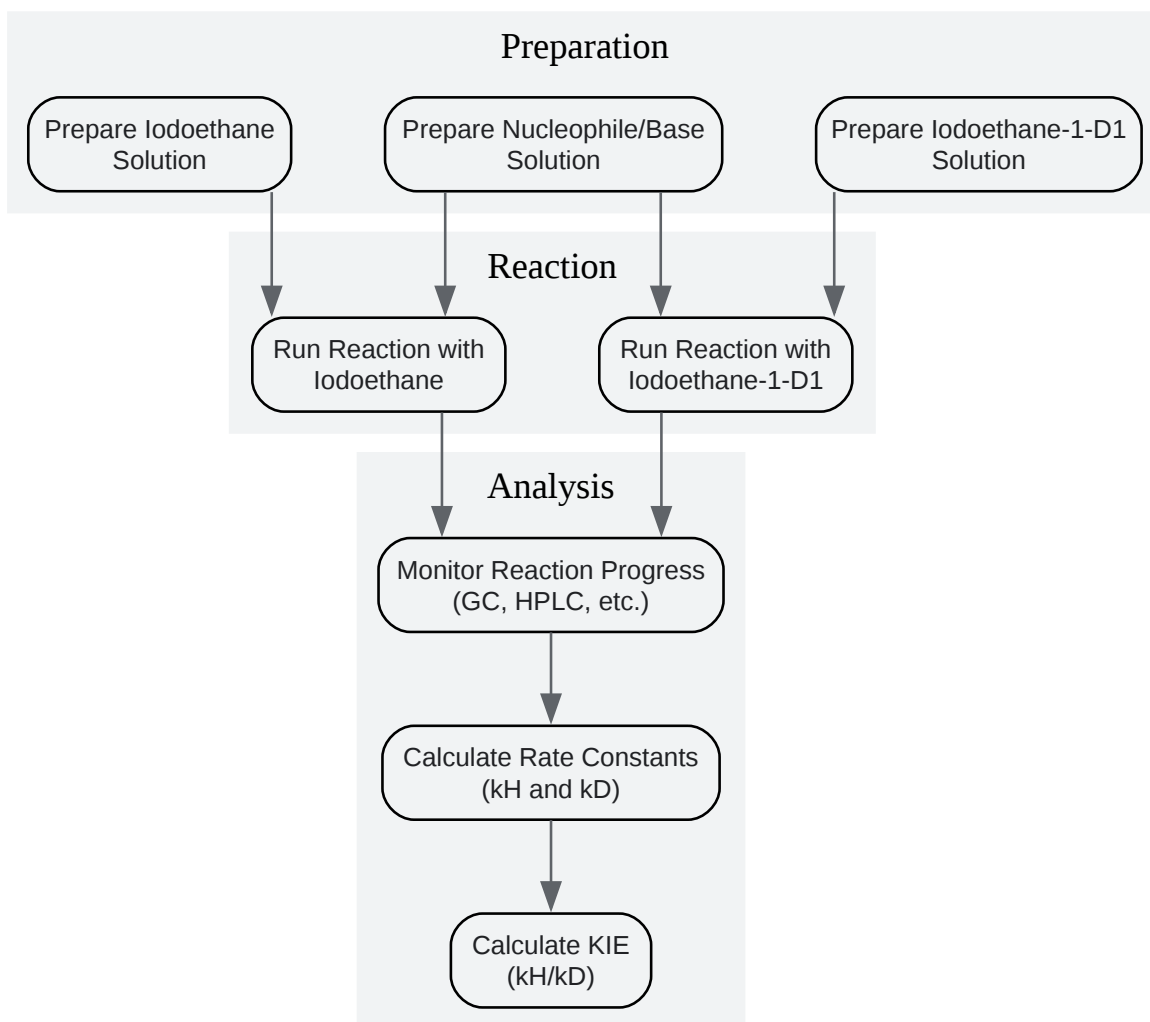 Preparation
Prepare Iodoethane
Solution
Prepare Nucleophile/Base
Solution
Prepare Iodoethane-1-D1
Solution
Reaction
Run Reaction with
Iodoethane
Run Reaction with
Iodoethane-1-D1
Analysis
Monitor Reaction Progress
(GC, HPLC, etc.)
Calculate Rate Constants
(kH and kD)
Calculate KIE
(kH/kD)